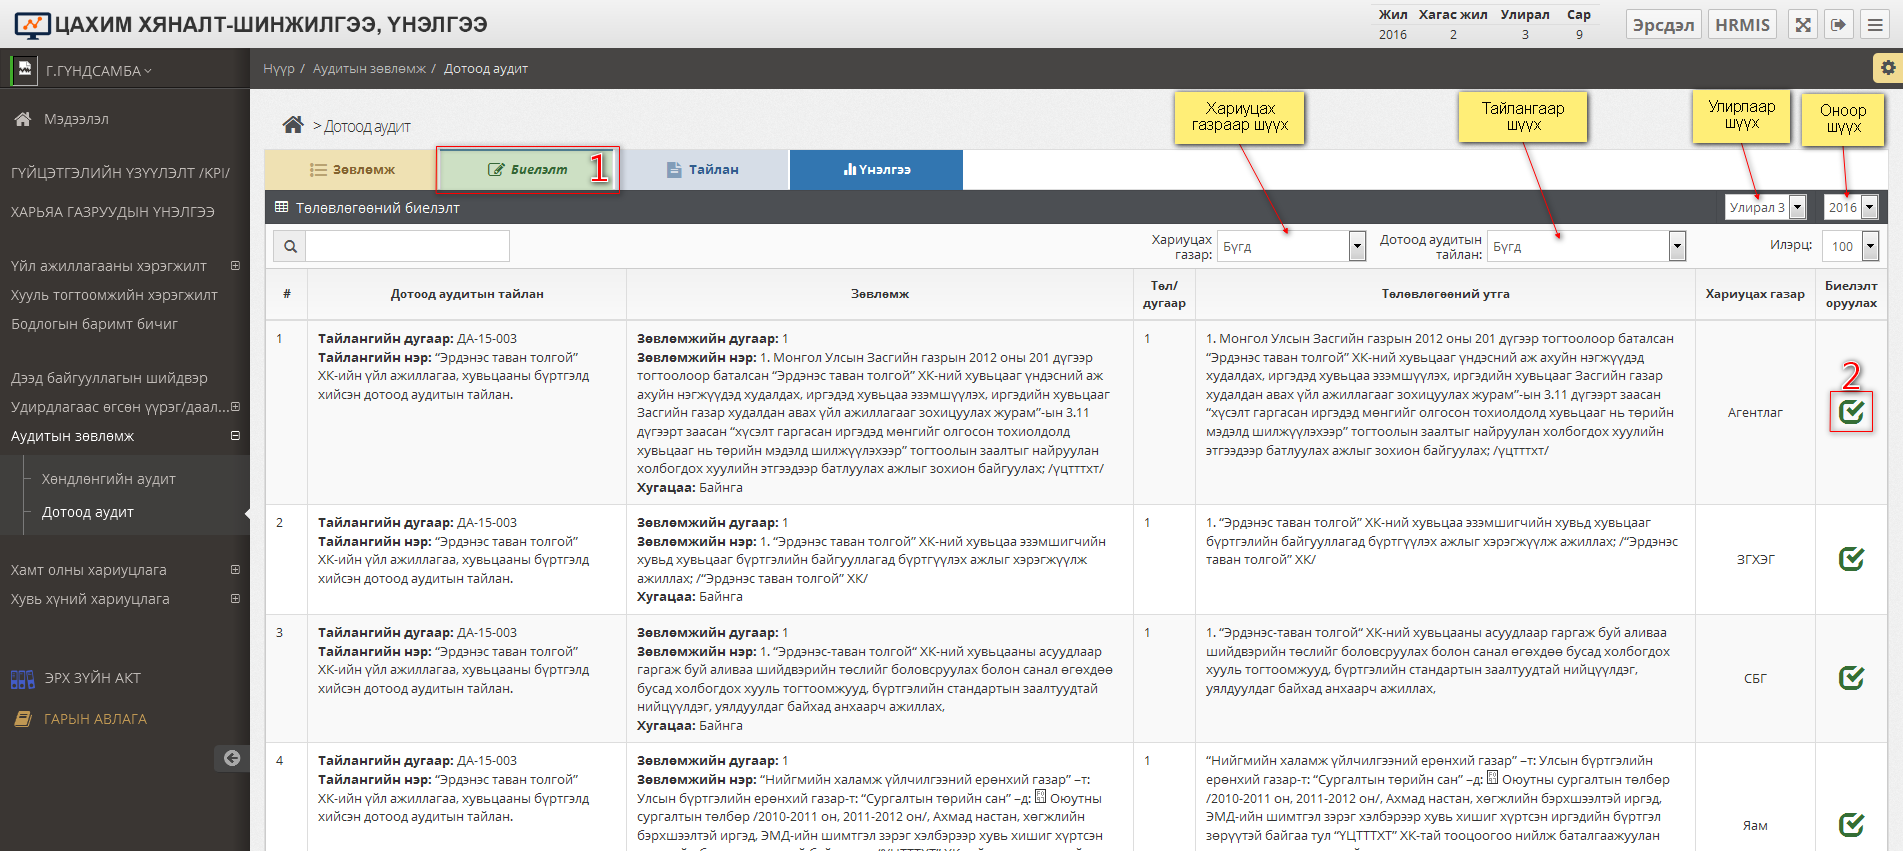 ЦАХИМ ХЯНАЛТ-ШИНЖИЛГЭЭ, ҮНЭЛГЭЭ
Жил Хагас жил Улирал Сар
2016 2 3 9
Эрсдэл HRMIS
Г.ГҮНДСАМБА
Нүүр / Аудитын зөвлөмж / Дотоод аудит
Мэдээлэл
ГҮЙЦЭТГЭЛИЙН ҮЗҮҮЛЭЛТ /KPI/
ХАРЬЯА ГАЗРУУДЫН ҮНЭЛГЭЭ
Үйл ажиллагааны хэрэгжилт
Хууль тогтоомжийн хэрэгжилт
Бодлогын баримт бичиг
Дээд байгууллагын шийдвэр
Удирдлагаас өгсөн үүрэг/даал...
Аудитын зөвлөмж
Хөндлөнгийн аудит
Дотоод аудит
Хамт олны хариуцлага
Хувь хүний хариуцлага
ЭРХ ЗҮЙН АКТ
ГАРЫН АВЛАГА
> Дотоод аудит
Хариуцах
газраар шүүх
Тайлангаар
шүүх
Улирлаар
шүүх
Оноор
шүүх
Зөвлөмж
Биелэлт
1
Тайлан
Үнэлгээ
Төлөвлөгөөний биелэлт
Улирал 3
2016
Хариуцах
газар:
Бүгд
Дотоод аудитын
тайлан:
Бүгд
Илэрц:
100
# Дотоод аудитын тайлан Зөвлөмж Төл/
дугаар Төлөвлөгөөний утга Хариуцах газар Биелэлт
оруулах
1
Тайлангийн дугаар: ДА-15-003
Тайлангийн нэр: “Эрдэнэс таван толгой”
ХК-ийн үйл ажиллагаа, хувьцааны бүртгэлд
хийсэн дотоод аудитын тайлан.
Зөвлөмжийн дугаар: 1
Зөвлөмжийн нэр: 1. Монгол Улсын Засгийн газрын 2012 оны 201 дүгээр
тогтоолоор баталсан “Эрдэнэс таван толгой” ХК-ний хувьцааг үндэсний аж
ахуйн нэгжүүдэд худалдах, иргэдэд хувьцаа эзэмшүүлэх, иргэдийн хувьцааг
Засгийн газар худалдан авах үйл ажиллагааг зохицуулах журам”-ын 3.11
дүгээрт заасан “хүсэлт гаргасан иргэдэд мөнгийг олгосон тохиолдолд
хувьцааг нь төрийн мэдэлд шилжүүлэхээр” тогтоолын заалтыг найруулан
холбогдох хуулийн этгээдээр батлуулах ажлыг зохион байгуулах; /үцтттхт/
Хугацаа: Байнга
1
1. Монгол Улсын Засгийн газрын 2012 оны 201 дүгээр тогтоолоор баталсан
“Эрдэнэс таван толгой” ХК-ний хувьцааг үндэсний аж ахуйн нэгжүүдэд
худалдах, иргэдэд хувьцаа эзэмшүүлэх, иргэдийн хувьцааг Засгийн газар
худалдан авах үйл ажиллагааг зохицуулах журам”-ын 3.11 дүгээрт заасан
“хүсэлт гаргасан иргэдэд мөнгийг олгосон тохиолдолд хувьцааг нь төрийн
мэдэлд шилжүүлэхээр” тогтоолын заалтыг найруулан холбогдох хуулийн
этгээдээр батлуулах ажлыг зохион байгуулах; /үцтттхт/
Агентлаг
2
2
Тайлангийн дугаар: ДА-15-003
Тайлангийн нэр: “Эрдэнэс таван толгой”
ХК-ийн үйл ажиллагаа, хувьцааны бүртгэлд
хийсэн дотоод аудитын тайлан.
Зөвлөмжийн дугаар: 1
Зөвлөмжийн нэр: 1. “Эрдэнэс таван толгой” ХК-ний хувьцаа эзэмшигчийн
хувьд хувьцааг бүртгэлийн байгууллагад бүртгүүлэх ажлыг хэрэгжүүлж
ажиллах; /“Эрдэнэс таван толгой” ХК/
Хугацаа: Байнга
1
1. “Эрдэнэс таван толгой” ХК-ний хувьцаа эзэмшигчийн хувьд хувьцааг
бүртгэлийн байгууллагад бүртгүүлэх ажлыг хэрэгжүүлж ажиллах; /“Эрдэнэс
таван толгой” ХК/
ЗГХЭГ
3
Тайлангийн дугаар: ДА-15-003
Тайлангийн нэр: “Эрдэнэс таван толгой”
ХК-ийн үйл ажиллагаа, хувьцааны бүртгэлд
хийсэн дотоод аудитын тайлан.
Зөвлөмжийн дугаар: 1
Зөвлөмжийн нэр: 1. “Эрдэнэс-таван толгой“ ХК-ний хувьцааны асуудлаар
гаргаж буй аливаа шийдвэрийн төслийг боловсруулах болон санал өгөхдөө
бусад холбогдох хууль тогтоомжууд, бүртгэлийн стандартын заалтуудтай
нийцүүлдэг, уялдуулдаг байхад анхаарч ажиллах,
Хугацаа: Байнга
1
1. “Эрдэнэс-таван толгой“ ХК-ний хувьцааны асуудлаар гаргаж буй аливаа
шийдвэрийн төслийг боловсруулах болон санал өгөхдөө бусад холбогдох
хууль тогтоомжууд, бүртгэлийн стандартын заалтуудтай нийцүүлдэг,
уялдуулдаг байхад анхаарч ажиллах,
СБГ
4
Тайлангийн дугаар: ДА-15-003
Тайлангийн нэр: “Эрдэнэс таван толгой”
ХК-ийн үйл ажиллагаа, хувьцааны бүртгэлд
хийсэн дотоод аудитын тайлан.
Зөвлөмжийн дугаар: 1
Зөвлөмжийн нэр: “Нийгмийн халамж үйлчилгээний ерөнхий газар” –т:
Улсын бүртгэлийн ерөнхий газар-т: “Сургалтын төрийн сан” –д: Оюутны
сургалтын төлбөр /2010-2011 он, 2011-2012 он/, Ахмад настан, хөгжлийн
бэрхшээлтэй иргэд, ЭМД-ийн шимтгэл зэрэг хэлбэрээр хувь хишиг хүртсэн
1
“Нийгмийн халамж үйлчилгээний ерөнхий газар” –т: Улсын бүртгэлийн
ерөнхий газар-т: “Сургалтын төрийн сан” –д: Оюутны сургалтын төлбөр
/2010-2011 он, 2011-2012 он/, Ахмад настан, хөгжлийн бэрхшээлтэй иргэд,
ЭМД-ийн шимтгэл зэрэг хэлбэрээр хувь хишиг хүртсэн иргэдийн бүртгэл
зөрүүтэй байгаа тул “ҮЦТТТХТ” ХК-тай тооцоогоо нийлж баталгаажуулан
Яам